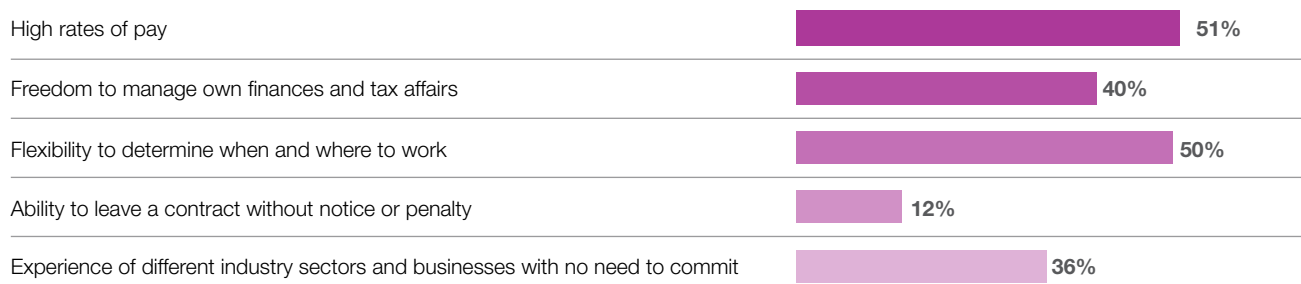 High rates of pay 51%
Freedom to manage own finances and tax affairs 40%
Flexibility to determine when and where to work 50%
Ability to leave a contract without notice or penalty 12%
Experience of different industry sectors and businesses with no need to commit 36%